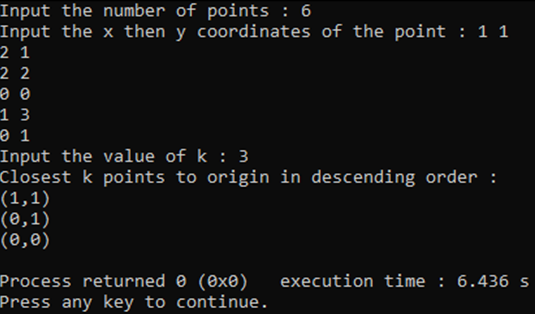 Input the number of points : 6
Input the x then y coordinates of the point : 1 1
2 1
2 2
0 0
1 3
0 1
Input the value of k : 3
Closest k points to origin in descending order :
(1,1)
(0,1)
(0,0)
Process returned 0 (0x0)   execution time : 6.436 s
Press any key to continue.